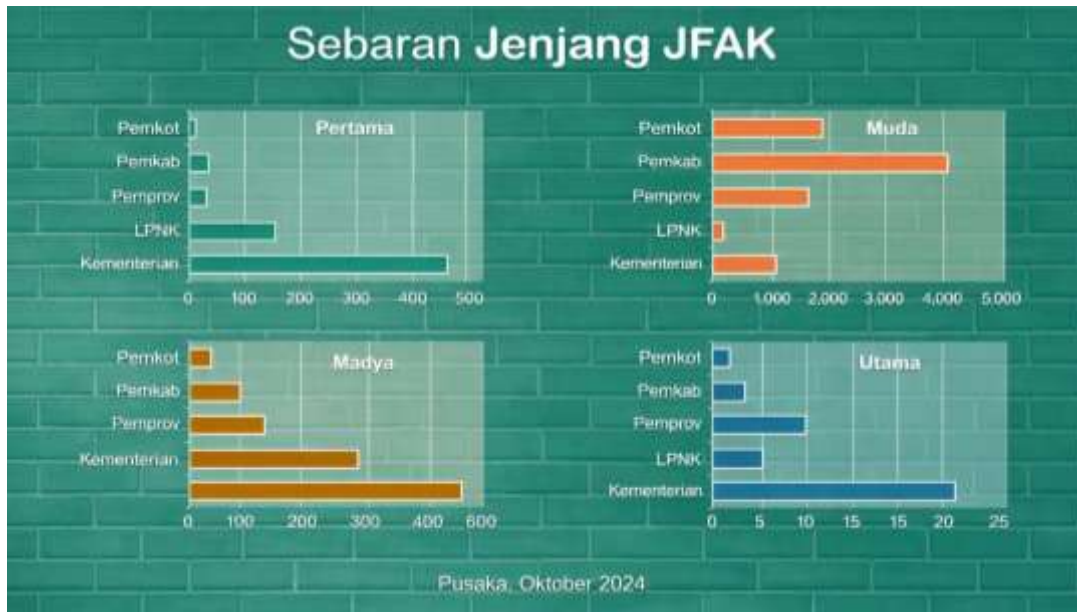 Sebaran Jenjang JFAK
Pertama
Pemkot
Pemkab
Pemprov
LPNK
Kementerian
0 100 200 300 400 500
Muda
Pemkot
Pemkab
Pemprov
LPNK
Kementerian
0 1,000 2,000 3,000 4,000 5,000
Madya
Pemkot
Pemkab
Pemprov
Kementerian
0 100 200 300 400 600
Utama
Pemkot
Pemkab
Pemprov
LPNK
Kementerian
0 5 10 15 15 20 25
Pusaka, Oktober 2024